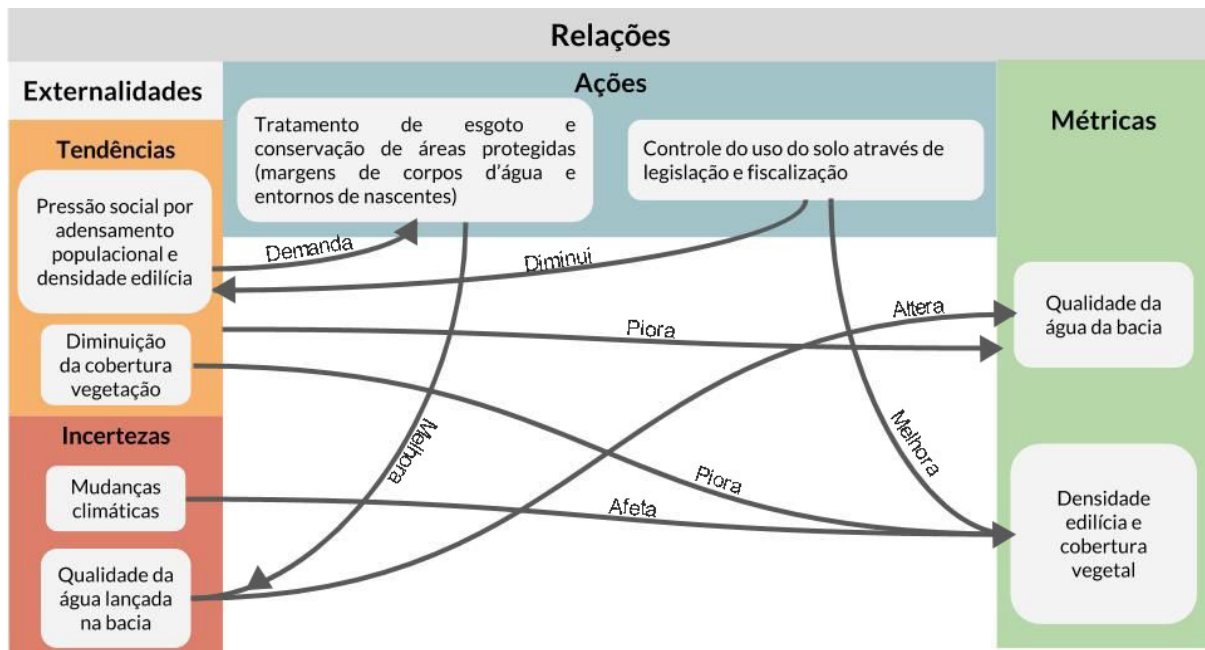 Relações
Externalidades
Ações
Métricas
Tendências
Pressão social por
adensamento
populacional e
densidade edilícia
Diminuição
da cobertura
vegetação
Incertezas
Mudanças
climáticas
Qualidade da
água lançada
na bacia
Tratamento de esgoto e
conservação de áreas protegidas
(margens de corpos d'água e
entornos de nascentes)
Controle do uso do solo através de
legislação e fiscalização
Demanda
Diminui
Altera
Piora
Melhora
Melhora
Piora
Afeta
Qualidade da
água da bacia
Densidade
edilícia e
cobertura
vegetal